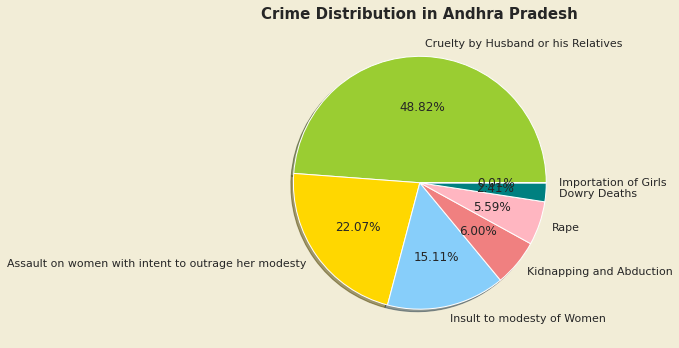 Crime Distribution in Andhra Pradesh
Cruelty by Husband or his Relatives
48.82%
0.01%
Importation of Girls
2.41%
Dowry Deaths
5.59%
Rape
22.07%
6.00%
15.11%
Assault on women with intent to outrage her modesty
Kidnapping and Abduction
Insult to modesty of Women